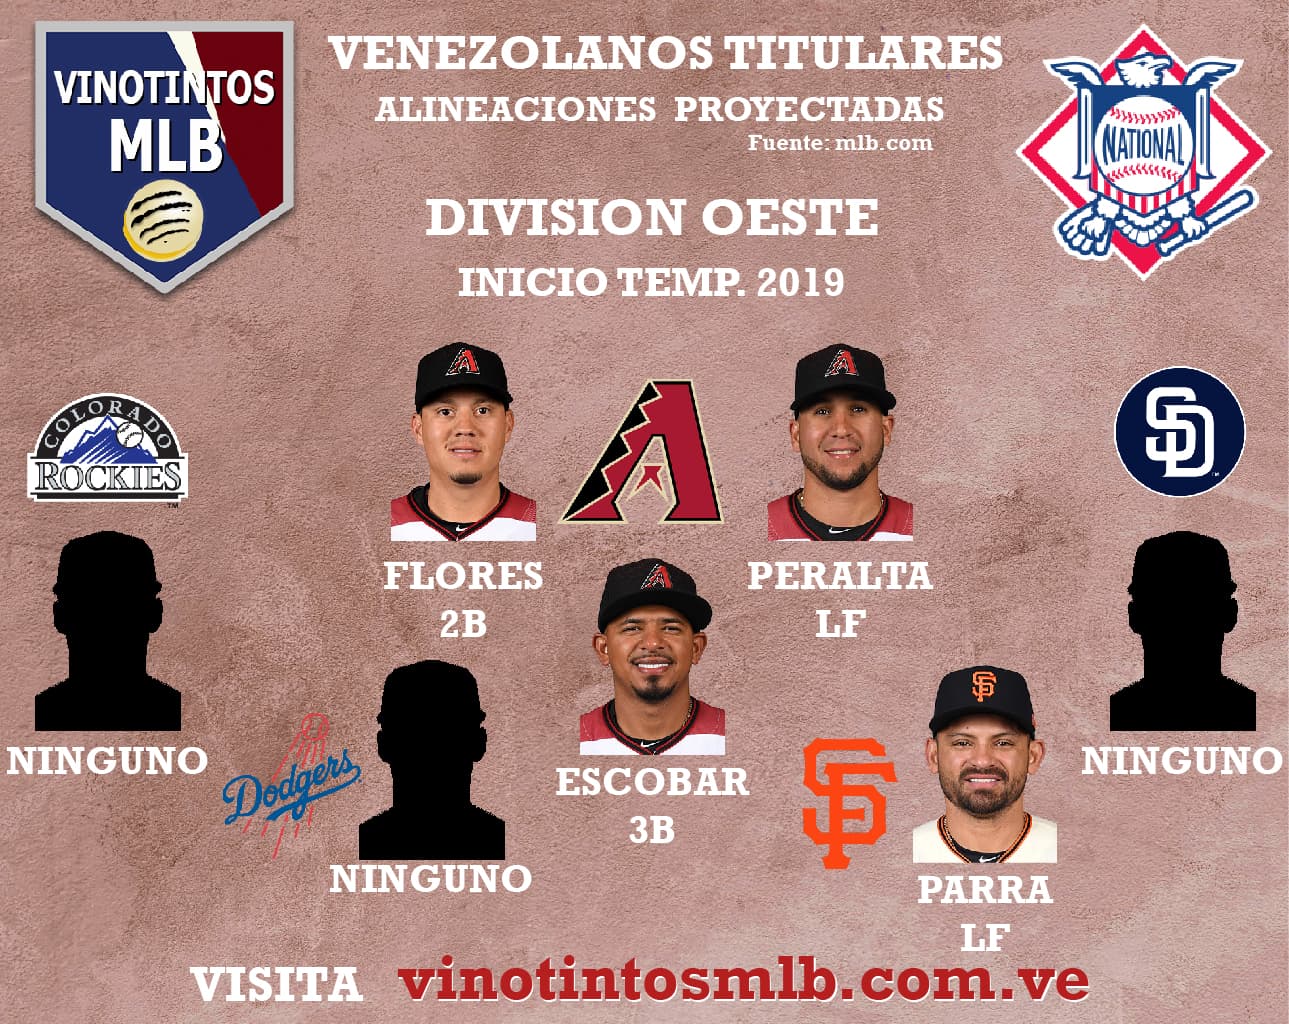 VINOTINTOS
MLB
VENEZOLANOS TITULARES
ALINEACIONES PROYECTADAS
Fuente: mlb.com
NATIONAL
DIVISION OESTE
INICIO TEMP. 2019
COLORADO
ROCKIES
TM
A
SD
FLORES
2B
PERALTA
LF
NINGUNO
Dodgers
NINGUNO
ESCOBAR
3B
SF
PARRA
LF
NINGUNO
VISITA vinotintosmlb.com.ve